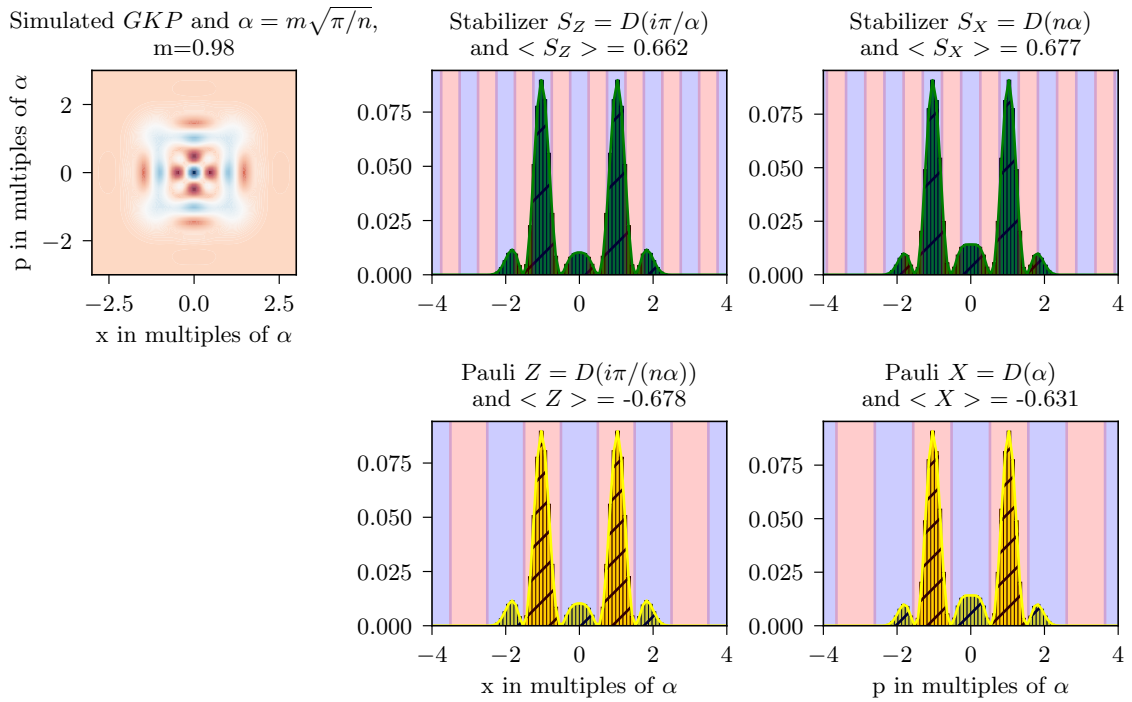 Simulated GKP and α = m√π/n,
m=0.98
Stabilizer S_Z = D(iπ/α)
and < S_Z > = 0.662
Stabilizer S_X = D(nα)
and < S_X > = 0.677
p in multiples of α
2
0
−2
−2.5 0.0 2.5
x in multiples of α
0.075
0.050
0.025
0.000
−4 −2 0 2 4
0.075
0.050
0.025
0.000
−4 −2 0 2 4
Pauli Z = D(iπ/(nα))
and < Z > = -0.678
Pauli X = D(α)
and < X > = -0.631
0.075
0.050
0.025
0.000
−4 −2 0 2 4
x in multiples of α
0.075
0.050
0.025
0.000
−4 −2 0 2 4
p in multiples of α